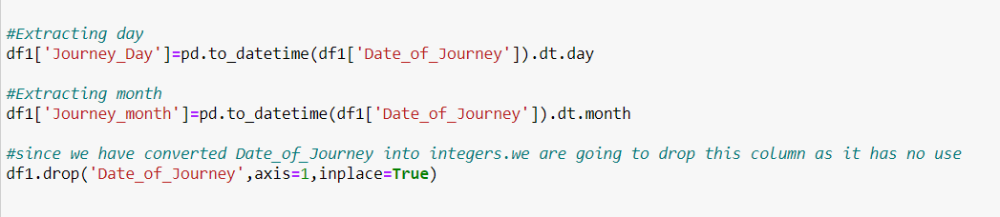 #Extracting day
df1['Journey_Day']=pd.to_datetime(df1['Date_of_Journey']).dt.day
#Extracting month
df1['Journey_month']=pd.to_datetime(df1['Date_of_Journey']).dt.month
#since we have converted Date_of_Journey into integers.we are going to drop this column as it has no use
df1.drop('Date_of_Journey',axis=1,inplace=True)